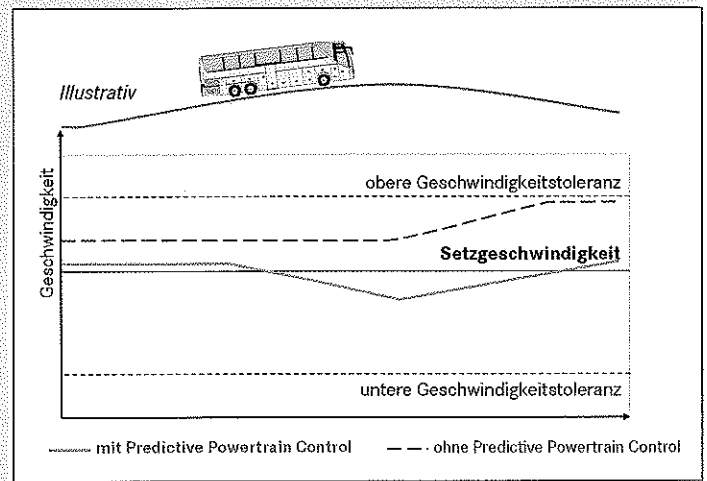 Illustrativ
Geschwindigkeit
obere Geschwindigkeitstoleranz
Setzgeschwindigkeit
untere Geschwindigkeitstoleranz
mit Predictive Powertrain Control
ohne Predictive Powertrain Control